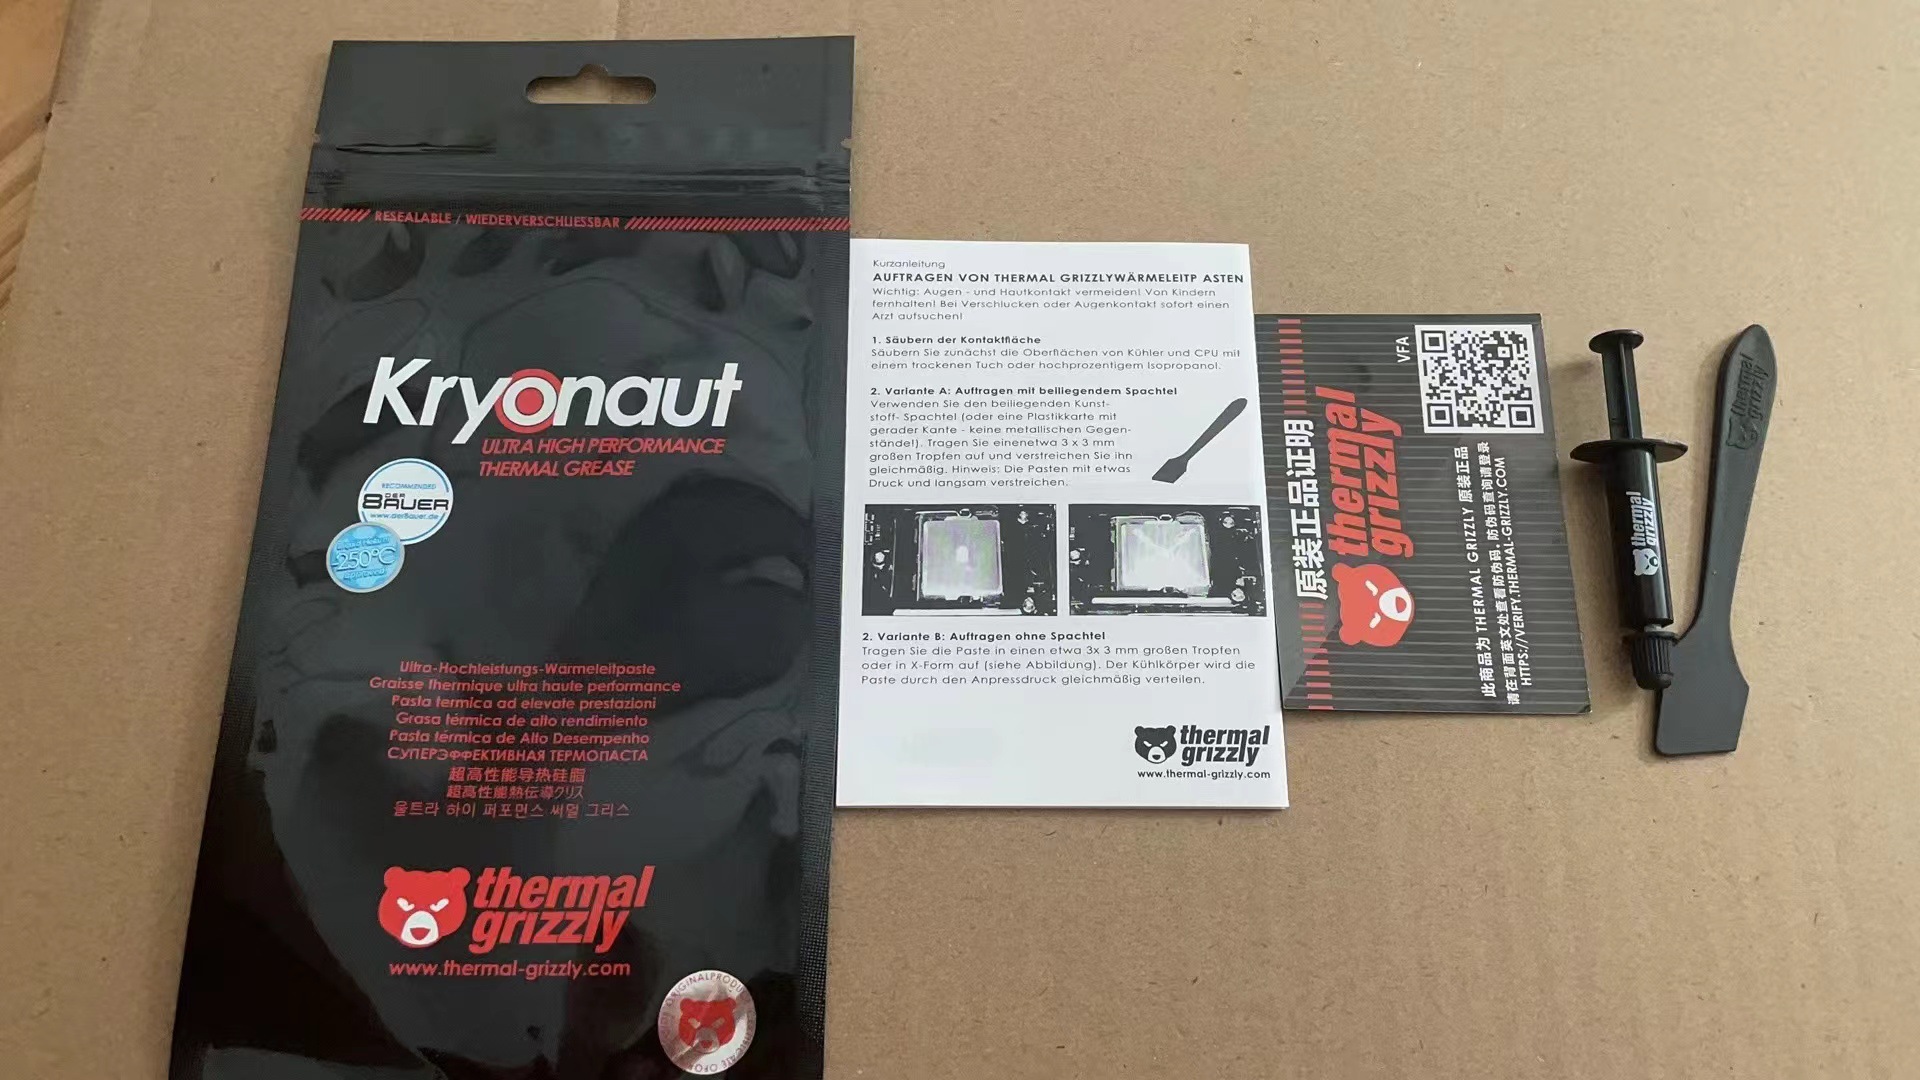 RESEALABLE / WIEDERVERSCHLIESSBAR
Kryonaut
ULTRA HIGH PERFORMANCE
THERMAL GREASE
RECOMMENDED
DER
8AUER
www.der8auer.de
-250°C
Ultra-Hochleistungs-Wärmeleitpaste
Graisse thermique ultra haute performance
Pasta termica ad elevate prestazioni
Grasa térmica de alto rendimiento
Pasta térmica de Alto Desempenho
СУПЕРЭФФЕКТИВНАЯ ТЕРМОПАСТА
超高性能导热硅脂
超高性能熱伝導クリス
울트라 하이 퍼포먼스 써멀 그리스
thermal
grizzly
www.thermal-grizzly.com
Kurzanleitung
AUFTRAGEN VON THERMAL GRIZZLYWÄRMELEITP ASTEN
Wichtig: Augen - und Hautkontakt vermeiden! Von Kindern
fernhalten! Bei Verschlucken oder Augenkontakt sofort einen
Arzt aufsuchen!
1. Säubern der Kontaktfläche
Säubern Sie zunächst die Oberflächen von Kühler und CPU mit
einem trockenen Tuch oder hochprozentigem Isopropanol.
2. Variante A: Auftragen mit beiliegendem Spachtel
Verwenden Sie den beiliegenden Kunst-
stoff- Spachtel (oder eine Plastikkarte mit
gerader Kante - keine metallischen Gegen-
stände!). Tragen Sie einenetwa 3 x 3 mm
großen Tropfen auf und verstreichen Sie ihn
gleichmäßig. Hinweis: Die Pasten mit etwas
Druck und langsam verstreichen.
2. Variante B: Auftragen ohne Spachtel
Tragen Sie die Paste in einen etwa 3x 3 mm großen Tropfen
oder in X-Form auf (siehe Abbildung). Der Kühlkörper wird die
Paste durch den Anpressdruck gleichmäßig verteilen.
thermal
grizzly
www.thermal-grizzly.com
原装正品证明
thermal
grizzly
VFA
此商品为 THERMAL GRIZZLY 原装正品
请在背面英文处查看防伪码,防伪码查询请登录
HTTPS://VERIFY.THERMAL-GRIZZLY.COM
thermal
grizzly
thermal
grizzly